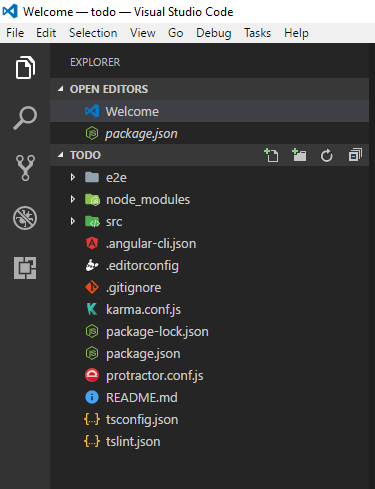 Welcome — todo — Visual Studio Code
File Edit Selection View Go Debug Tasks Help
EXPLORER
OPEN EDITORS
Welcome
package.json
TODO
e2e
node_modules
src
.angular-cli.json
.editorconfig
.gitignore
karma.conf.js
package-lock.json
package.json
protractor.conf.js
README.md
tsconfig.json
tslint.json